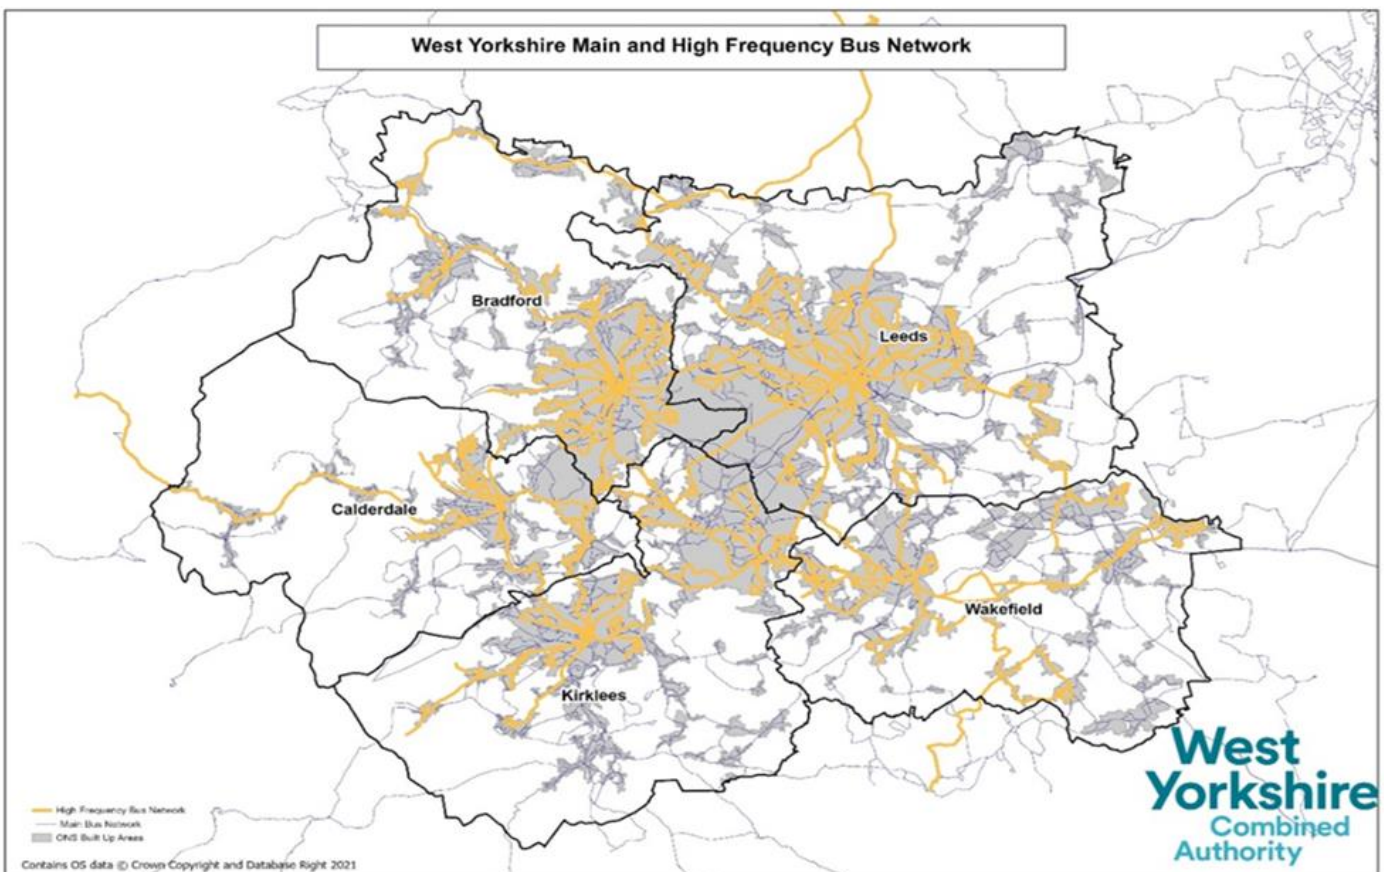 West Yorkshire Main and High Frequency Bus Network
Bradford
Leeds
Calderdale
Wakefield
Kirklees
West
Yorkshire
Combined
Authority
High Frequency Bus Network
Main Bus Network
ONS Built Up Areas
Contains OS data © Crown Copyright and Database Right 2021